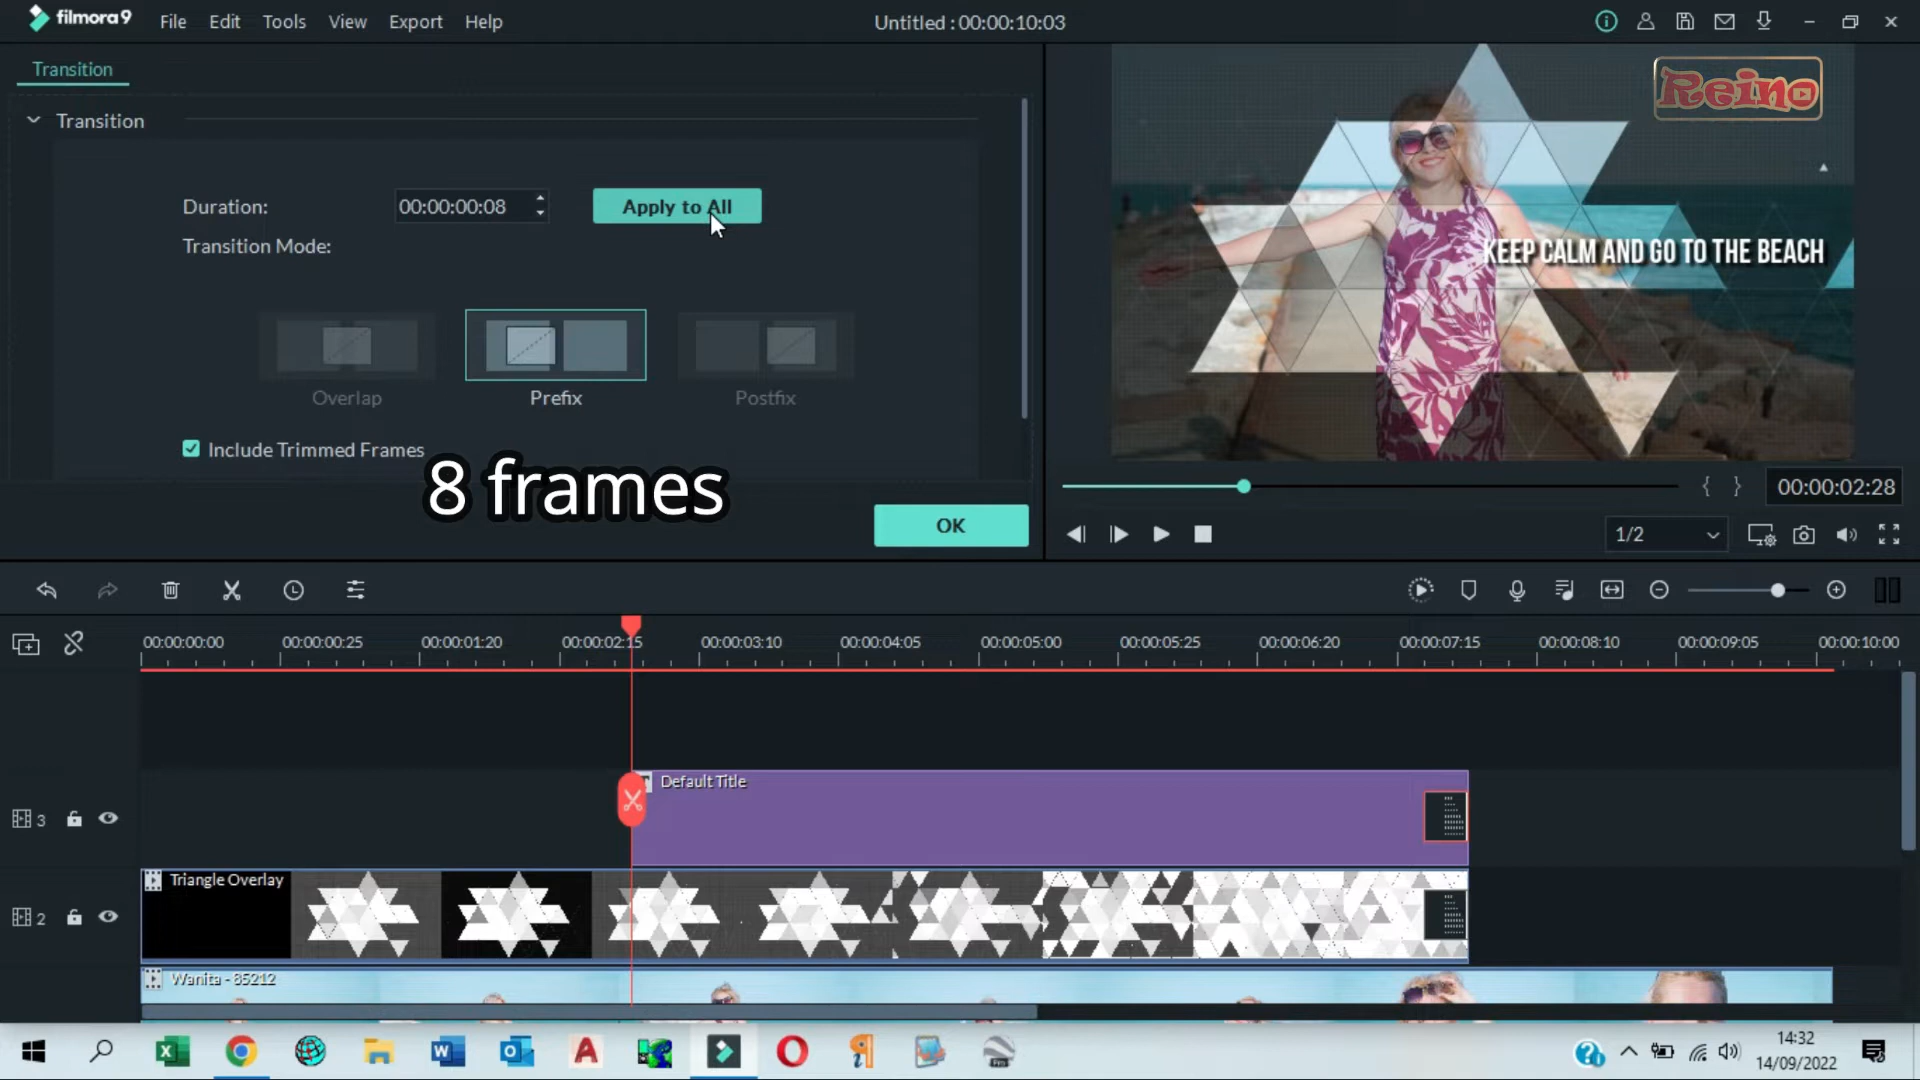 filmora9
File Edit Tools View Export Help
Untitled : 00:00:10:03
Transition
Transition
Duration:
00:00:00:08
Apply to All
Transition Mode:
Overlap
Prefix
Postfix
Include Trimmed Frames
8 frames
OK
Reino
KEEP CALM AND GO TO THE BEACH
00:00:02:28
1/2
00:00:00:00
00:00:00:25
00:00:01:20
00:00:02:15
00:00:03:10
00:00:04:05
00:00:05:00
00:00:05:25
00:00:06:20
00:00:07:15
00:00:08:10
00:00:09:05
00:00:10:00
3
Default Title
2
Triangle Overlay
Wanita - 85212
14:32
14/09/2022